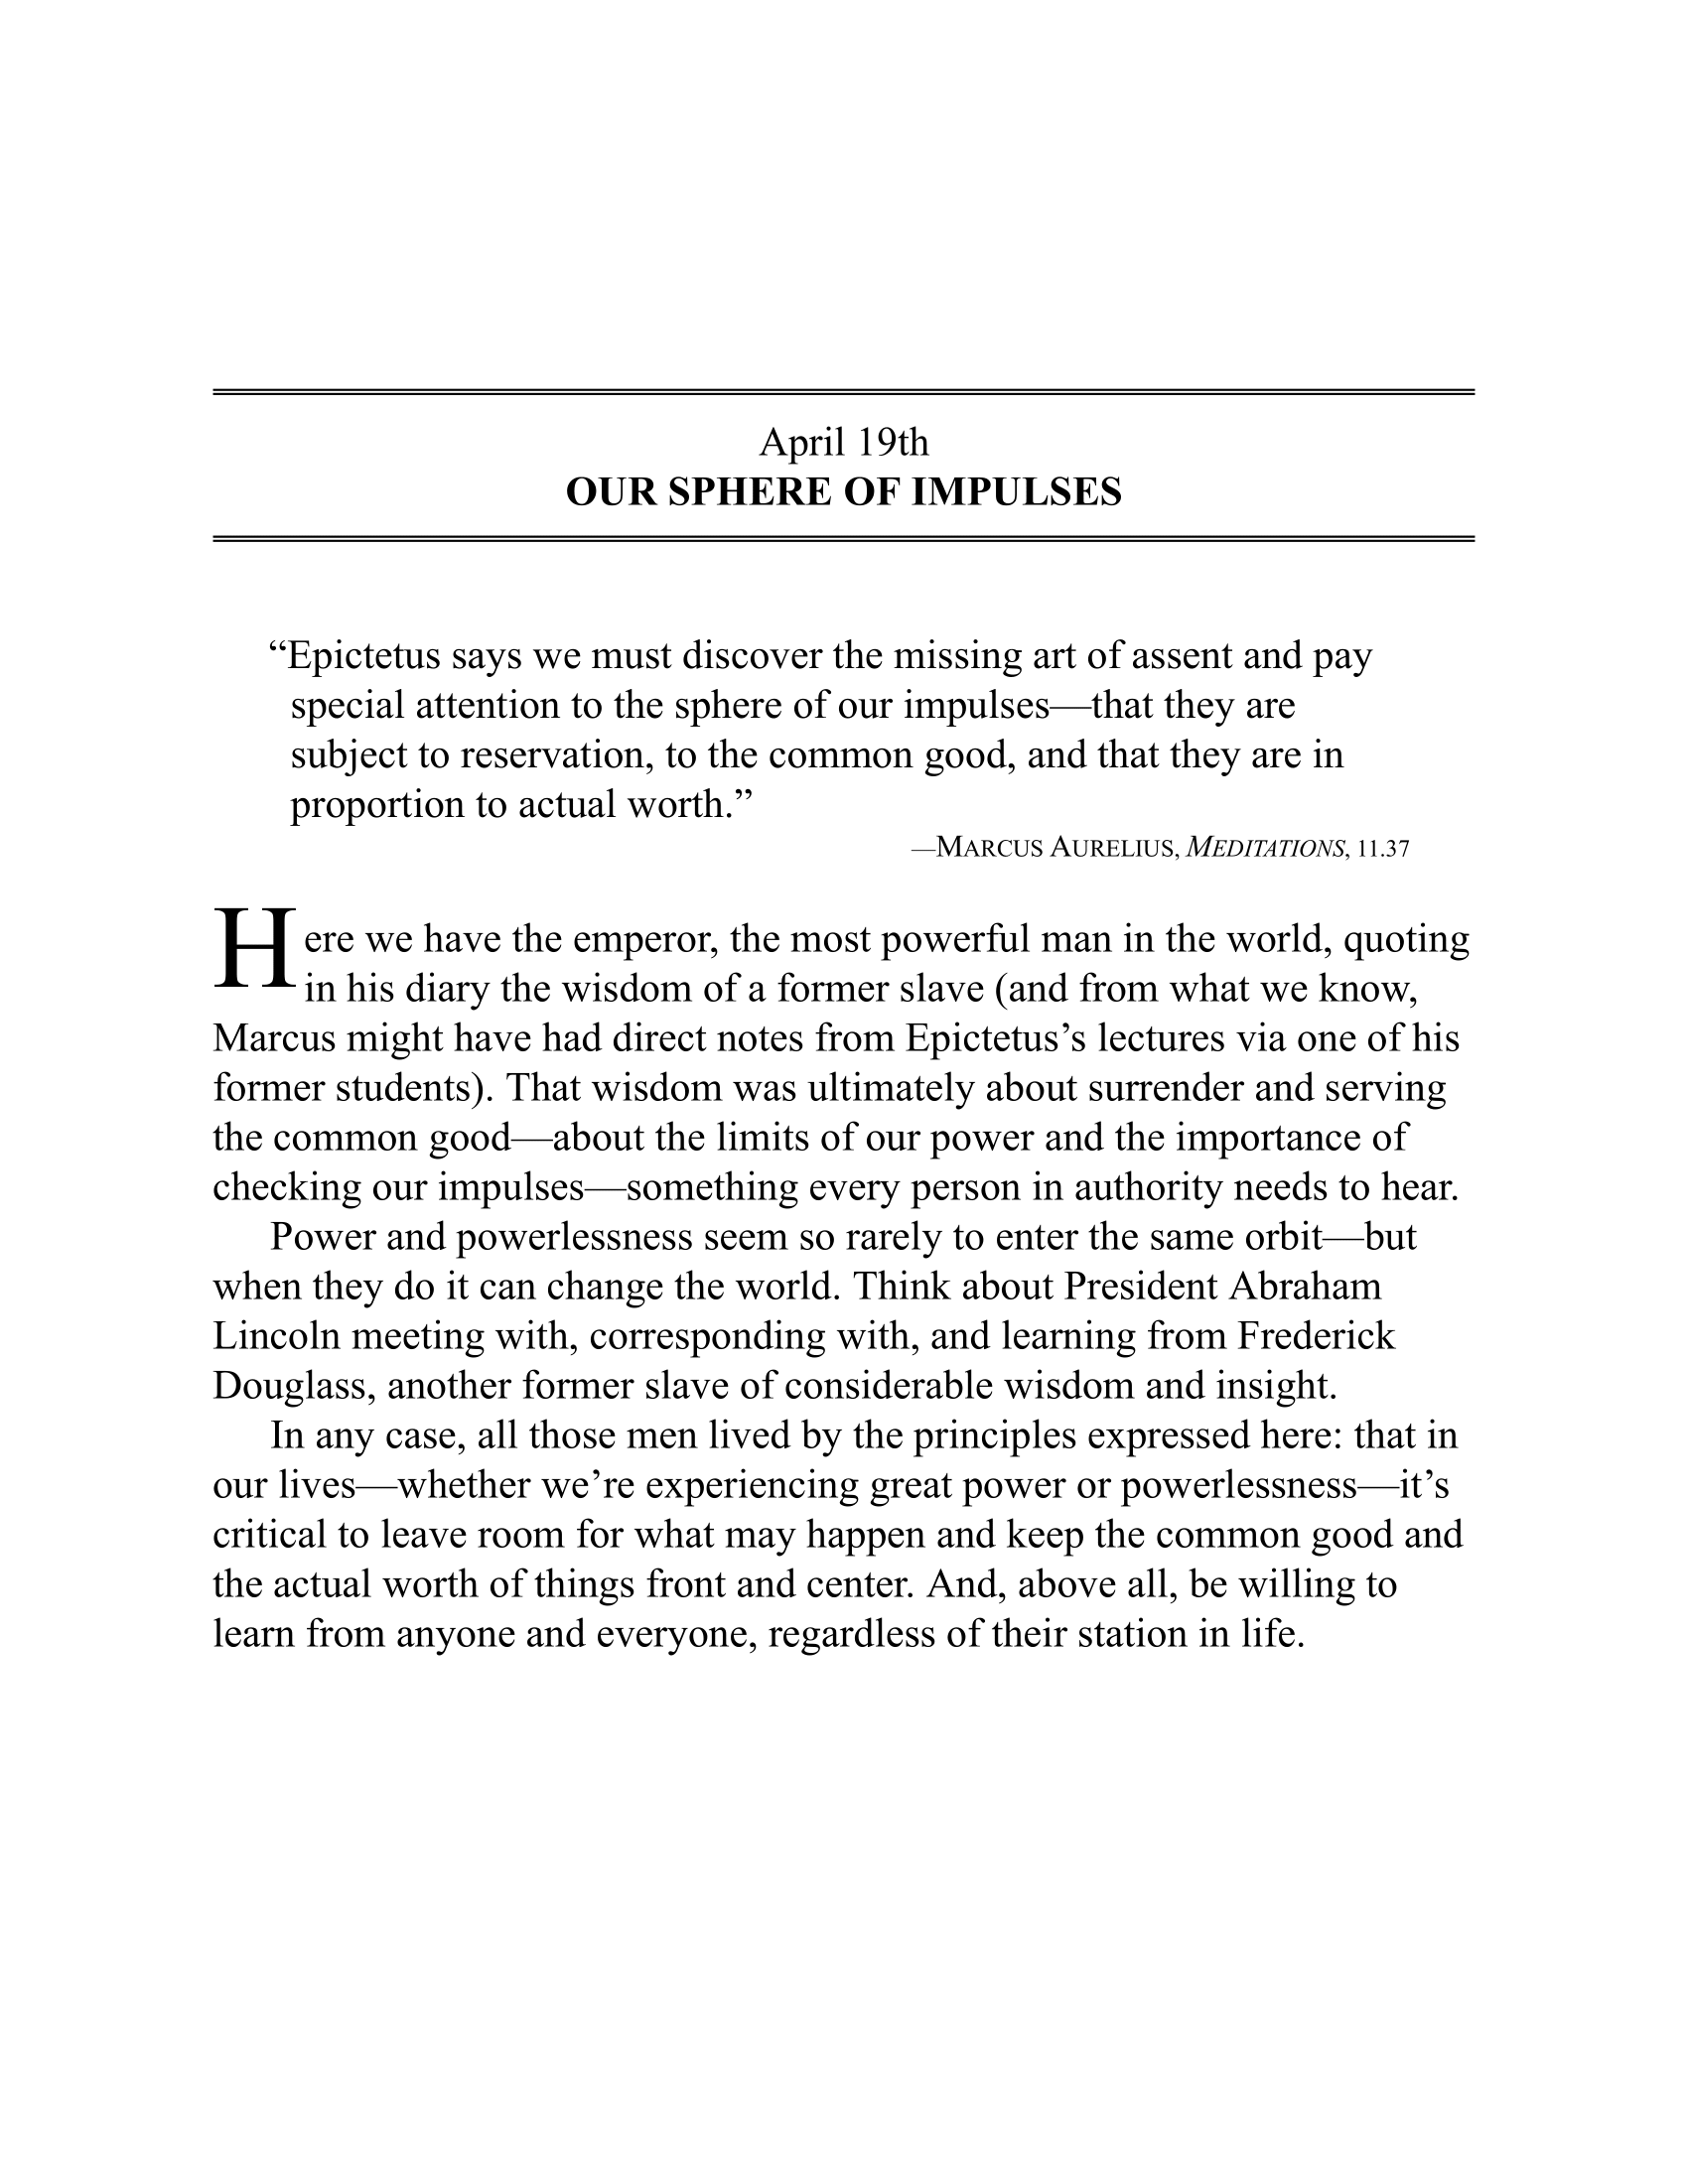 April 19th
OUR SPHERE OF IMPULSES
“Epictetus says we must discover the missing art of assent and pay
special attention to the sphere of our impulses—that they are
subject to reservation, to the common good, and that they are in
proportion to actual worth.”
—MARCUS AURELIUS, MEDITATIONS, 11.37
Here we have the emperor, the most powerful man in the world, quoting
in his diary the wisdom of a former slave (and from what we know,
Marcus might have had direct notes from Epictetus’s lectures via one of his
former students). That wisdom was ultimately about surrender and serving
the common good—about the limits of our power and the importance of
checking our impulses—something every person in authority needs to hear.
Power and powerlessness seem so rarely to enter the same orbit—but
when they do it can change the world. Think about President Abraham
Lincoln meeting with, corresponding with, and learning from Frederick
Douglass, another former slave of considerable wisdom and insight.
In any case, all those men lived by the principles expressed here: that in
our lives—whether we’re experiencing great power or powerlessness—it’s
critical to leave room for what may happen and keep the common good and
the actual worth of things front and center. And, above all, be willing to
learn from anyone and everyone, regardless of their station in life.